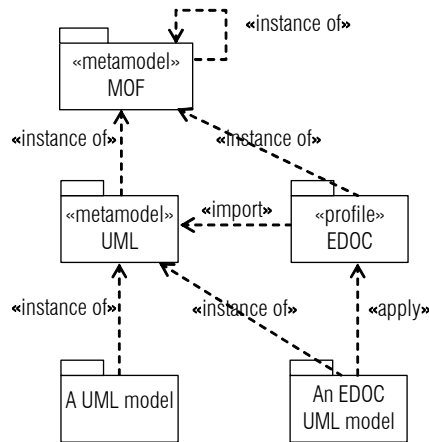 «instance of»
«metamodel»
MOF
«instance of»
«instance of»
«metamodel»
UML
«import»
«profile»
EDOC
«instance of»
«instance of»
«apply»
A UML model
An EDOC
UML model